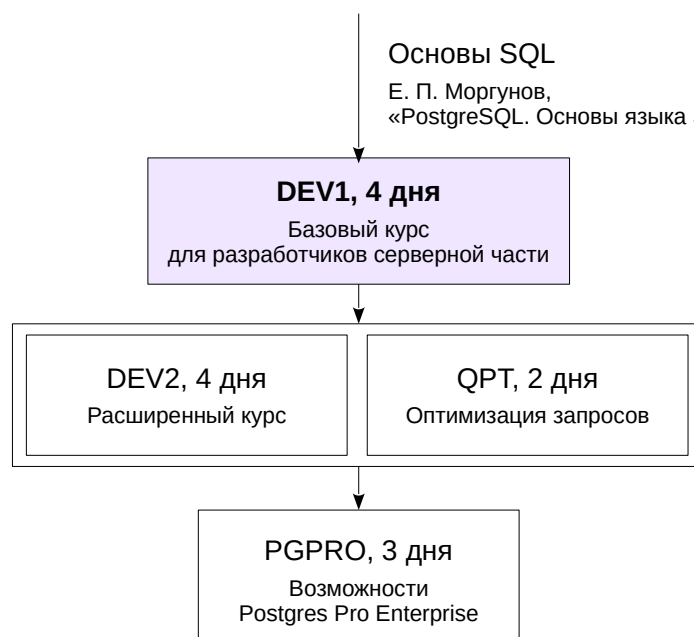 Основы SQL
Е. П. Моргунов,
«PostgreSQL. Основы языка
DEV1, 4 дня
Базовый курс
для разработчиков серверной части
DEV2, 4 дня
Расширенный курс
QPT, 2 дня
Оптимизация запросов
PGPRO, 3 дня
Возможности
Postgres Pro Enterprise